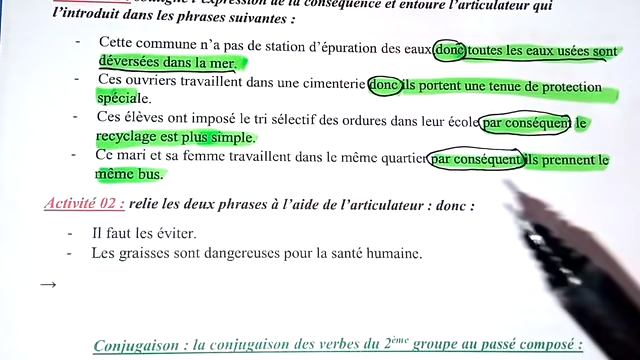 l'expression de la conséquence et entoure l'articulateur qui
l'introduit dans les phrases suivantes :
- Cette commune n'a pas de station d'épuration des eaux donc toutes les eaux usées sont
déversées dans la mer.
- Ces ouvriers travaillent dans une cimenterie donc ils portent une tenue de protection
spéciale.
- Ces élèves ont imposé le tri sélectif des ordures dans leur école par conséquent le
recyclage est plus simple.
- Ce mari et sa femme travaillent dans le même quartier par conséquent ils prennent le
même bus.
Activité 02 : relie les deux phrases à l'aide de l'articulateur : donc :
- Il faut les éviter.
- Les graisses sont dangereuses pour la santé humaine.
→
Conjugaison : la conjugaison des verbes du 2ème groupe au passé composé :